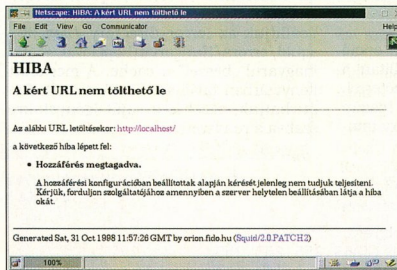 Netscape: HIBA: A kért URL nem tölthető le
File Edit View Go Communicator Help
HIBA
A kért URL nem tölthető le
Az alábbi URL letöltésekor: http://localhost/
a következő hiba lépett fel:
• Hozzáférés megtagadva.
A hozzáférési konfigurációban beállítottak alapján kérését jelenleg nem tudjuk teljesíteni.
Kérjük, forduljon szolgáltatójához amennyiben a szerver helytelen beállításában látja a hiba
okát.
Generated Sat, 31 Oct 1998 11:57:26 GMT by orion.fido.hu (Squid/2.0.PATCH2)
100%